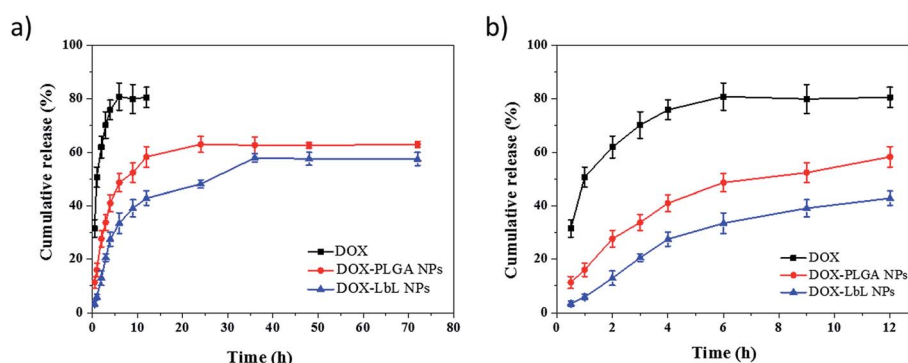 a)
Cumulative release (%)
100
80
60
40
20
0
DOX
DOX-PLGA NPs
DOX-LbL NPs
0 10 20 30 40 50 60 70 80
Time (h)
b)
Cumulative release (%)
100
80
60
40
20
0
DOX
DOX-PLGA NPs
DOX-LbL NPs
0 2 4 6 8 10 12
Time (h)